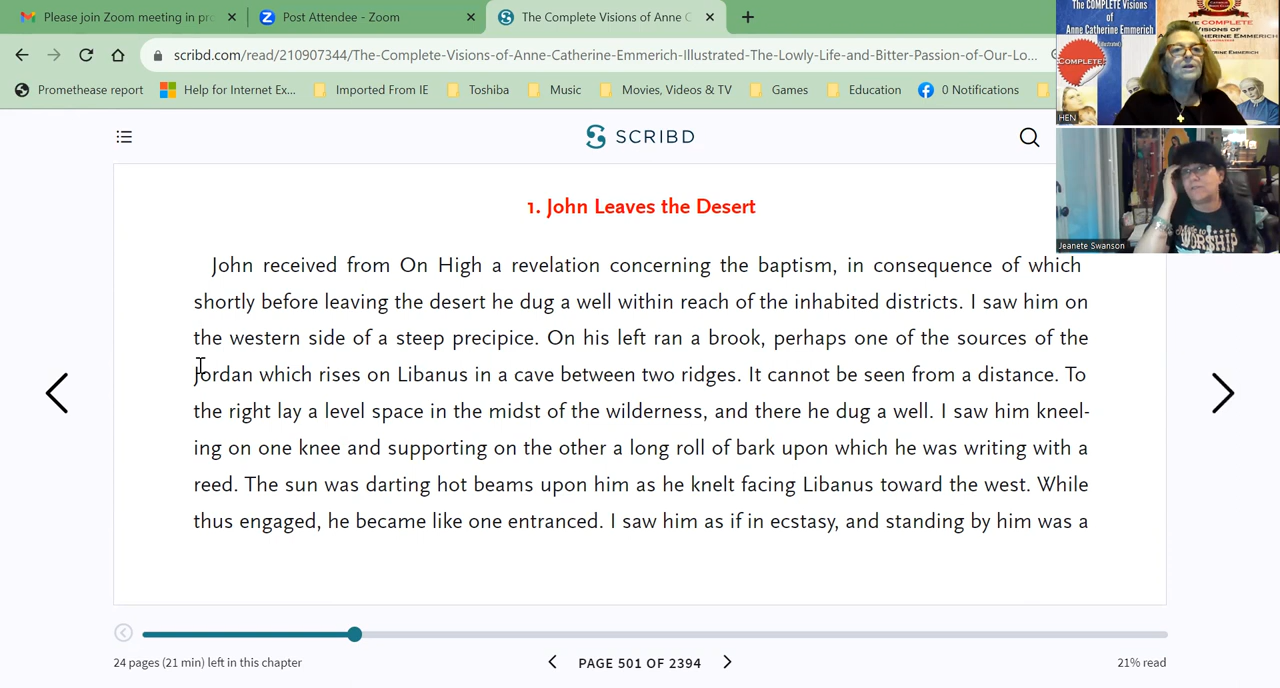 Please join Zoom meeting in pro
Post Attendee - Zoom
The Complete Visions of Anne C
scribd.com/read/210907344/The-Complete-Visions-of-Anne-Catherine-Emmerich-Illustrated-The-Lowly-Life-and-Bitter-Passion-of-Our-Lo...
Promethease report
Help for Internet Ex...
Imported From IE
Toshiba
Music
Movies, Videos & TV
Games
Education
0 Notifications
The COMPLETE Visions
of
Anne Catherine Emmerich
COMPLETE!
HEN
Jeanete Swanson
WORSHIP
SCRIBD
1. John Leaves the Desert
John received from On High a revelation concerning the baptism, in consequence of which
shortly before leaving the desert he dug a well within reach of the inhabited districts. I saw him on
the western side of a steep precipice. On his left ran a brook, perhaps one of the sources of the
Jordan which rises on Libanus in a cave between two ridges. It cannot be seen from a distance. To
the right lay a level space in the midst of the wilderness, and there he dug a well. I saw him kneel-
ing on one knee and supporting on the other a long roll of bark upon which he was writing with a
reed. The sun was darting hot beams upon him as he knelt facing Libanus toward the west. While
thus engaged, he became like one entranced. I saw him as if in ecstasy, and standing by him was a
24 pages (21 min) left in this chapter
PAGE 501 OF 2394
21% read